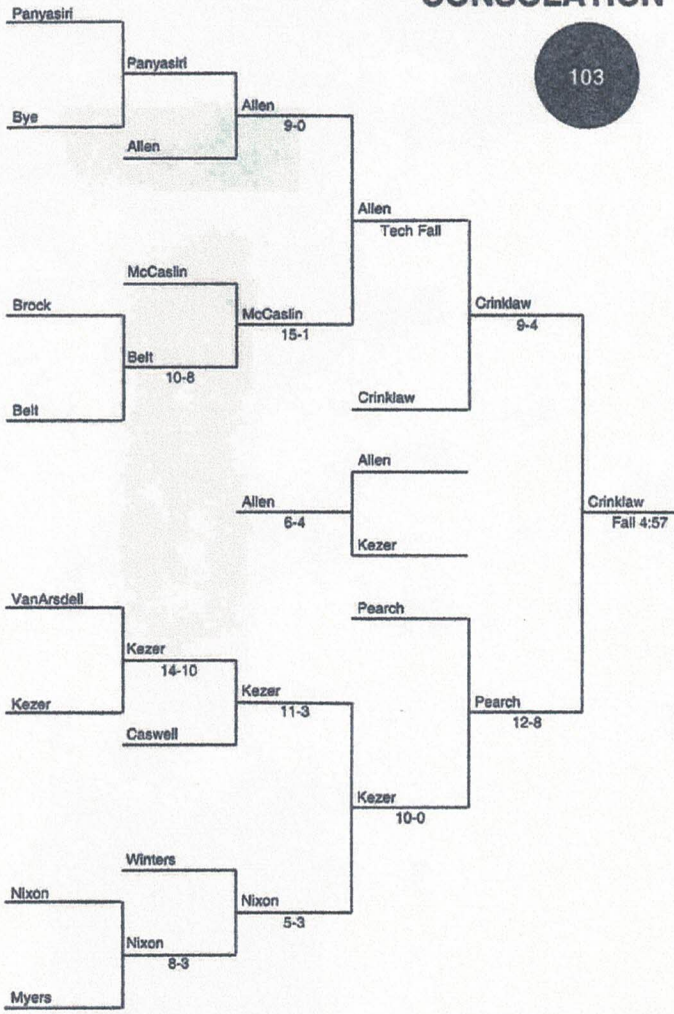 CONSOLATION
Panyasiri
103
Panyasiri
Allen
9-0
Bye
Allen
Allen
Tech Fall
McCaslin
Brock
McCaslin
15-1
Crinklaw
9-4
Belt
10-8
Crinklaw
Belt
Allen
Allen
6-4
Crinklaw
Fall 4:57
Kezer
VanArsdell
Pearch
Kezer
14-10
Kezer
11-3
Kezer
Pearch
12-8
Caswell
Kezer
10-0
Winters
Nixon
Nixon
5-3
Nixon
8-3
Myers